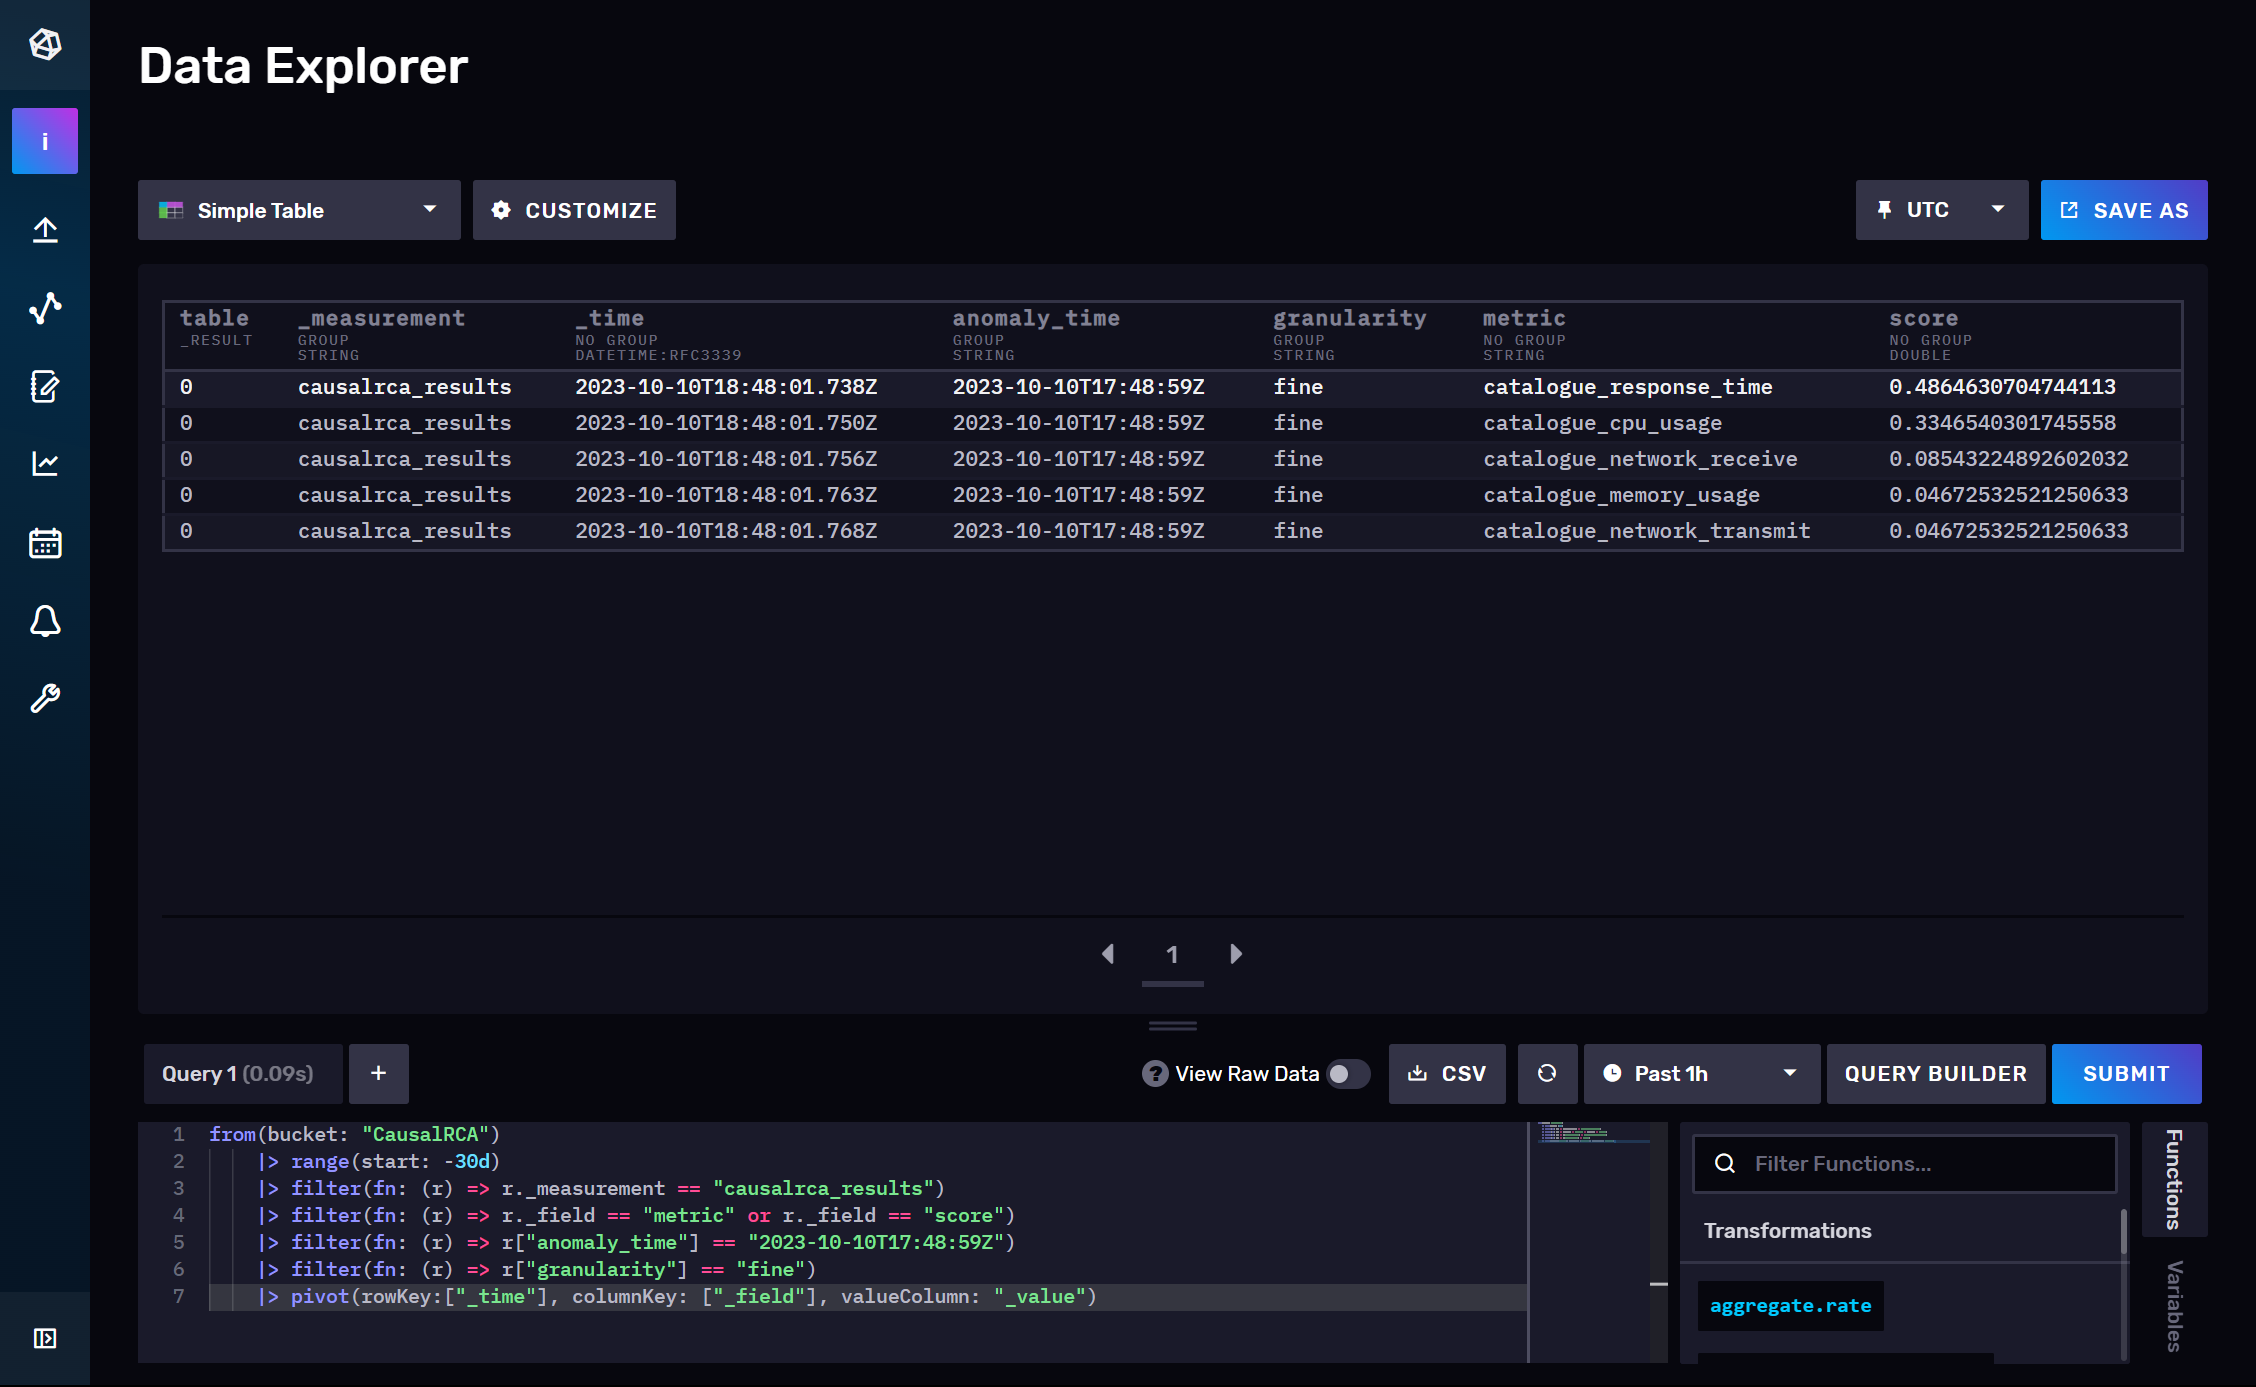 Data Explorer
i
Simple Table
CUSTOMIZE
UTC
SAVE AS
table _measurement _time anomaly_time granularity metric score
_RESULT GROUP NO GROUP GROUP GROUP NO GROUP NO GROUP
STRING DATETIME:RFC3339 STRING STRING STRING DOUBLE
0 causalrca_results 2023-10-10T18:48:01.738Z 2023-10-10T17:48:59Z fine catalogue_response_time 0.4864630704744113
0 causalrca_results 2023-10-10T18:48:01.750Z 2023-10-10T17:48:59Z fine catalogue_cpu_usage 0.3346540301745558
0 causalrca_results 2023-10-10T18:48:01.756Z 2023-10-10T17:48:59Z fine catalogue_network_receive 0.08543224892602032
0 causalrca_results 2023-10-10T18:48:01.763Z 2023-10-10T17:48:59Z fine catalogue_memory_usage 0.04672532521250633
0 causalrca_results 2023-10-10T18:48:01.768Z 2023-10-10T17:48:59Z fine catalogue_network_transmit 0.04672532521250633
1
Query 1 (0.09s)
+
? View Raw Data
CSV
Past 1h
QUERY BUILDER
SUBMIT
1 from(bucket: "CausalRCA")
2 |> range(start: -30d)
3 |> filter(fn: (r) => r._measurement == "causalrca_results")
4 |> filter(fn: (r) => r._field == "metric" or r._field == "score")
5 |> filter(fn: (r) => r["anomaly_time"] == "2023-10-10T17:48:59Z")
6 |> filter(fn: (r) => r["granularity"] == "fine")
7 |> pivot(rowKey:["_time"], columnKey: ["_field"], valueColumn: "_value")
Filter Functions...
Transformations
aggregate.rate
Functions
Variables